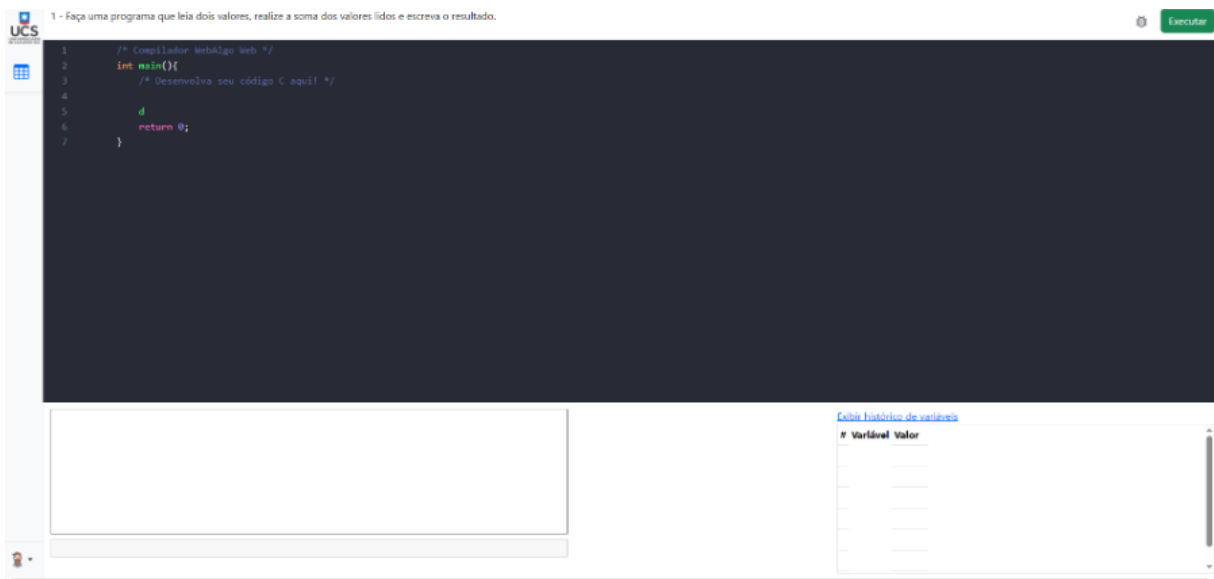 UCS
1 - Faça uma programa que leia dois valores, realize a soma dos valores lidos e escreva o resultado.
Executar
1 /* Compilador WebAlgo Web */
2 int main(){
3 /* Desenvolva seu código C aqui! */
4
5 d
6 return 0;
7 }
Exibir histórico de variáveis
# Variável Valor